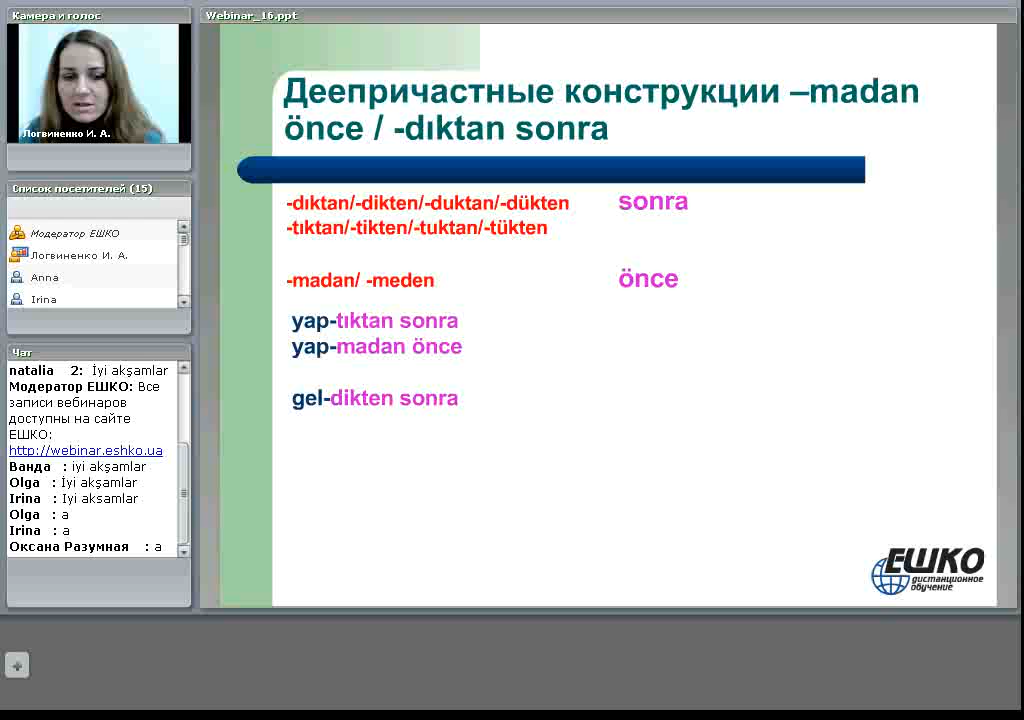 Камера и голос
Логвиненко И. А.
Список посетителей (15)
Модератор ЕШКО
Логвиненко И. А.
Anna
Irina
Чат
natalia 2: İyi akşamlar
Модератор ЕШКО: Все
записи вебинаров
доступны на сайте
ЕШКО:
http://webinar.eshko.ua
Ванда : iyi akşamlar
Olga : İyi akşamlar
Irina : Iyi aksamlar
Olga : a
Irina : a
Оксана Разумная : a
Webinar_16.ppt
Деепричастные конструкции –madan
önce / -dıktan sonra
-dıktan/-dikten/-duktan/-dükten sonra
-tıktan/-tikten/-tuktan/-tükten
-madan/ -meden önce
yap-tıktan sonra
yap-madan önce
gel-dikten sonra
ЕШКО
дистанционное
обучение